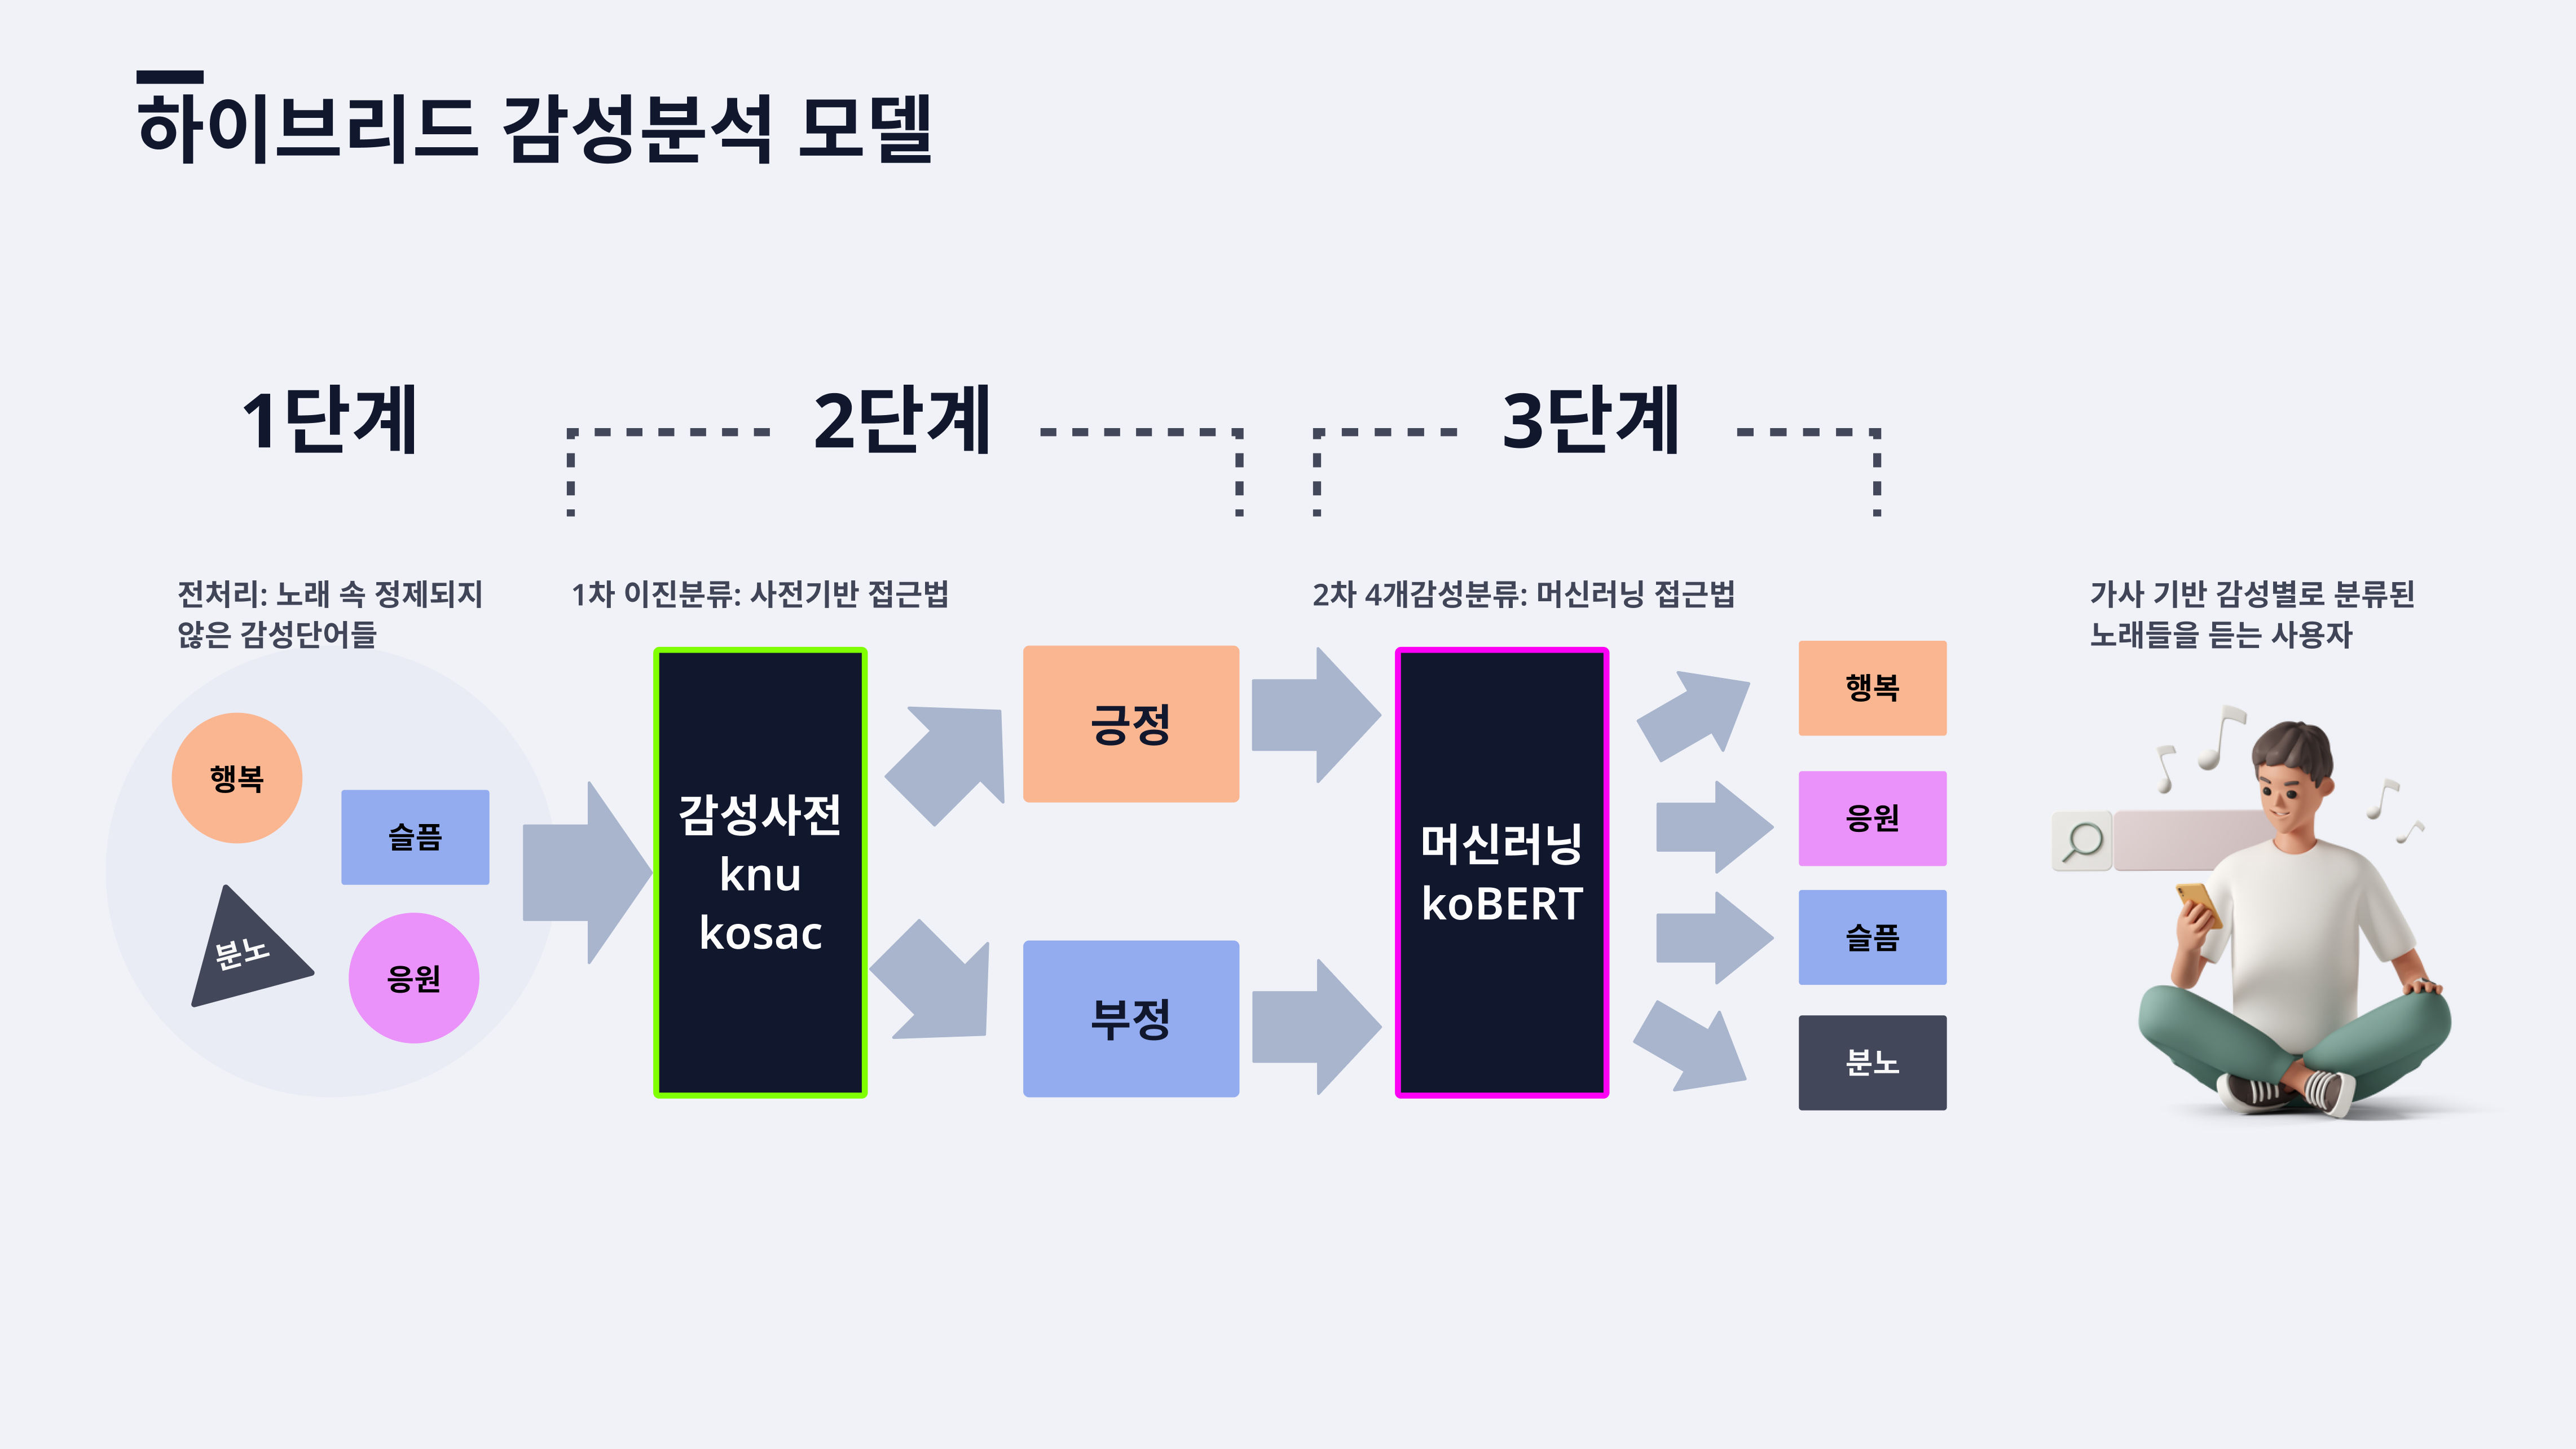 하이브리드 감성분석 모델
1단계
2단계
3단계
전처리: 노래 속 정제되지
않은 감성단어들
1차 이진분류: 사전기반 접근법
2차 4개감성분류: 머신러닝 접근법
가사 기반 감성별로 분류된
노래들을 듣는 사용자
행복
슬픔
분노
응원
감성사전
knu
kosac
긍정
부정
머신러닝
koBERT
행복
응원
슬픔
분노